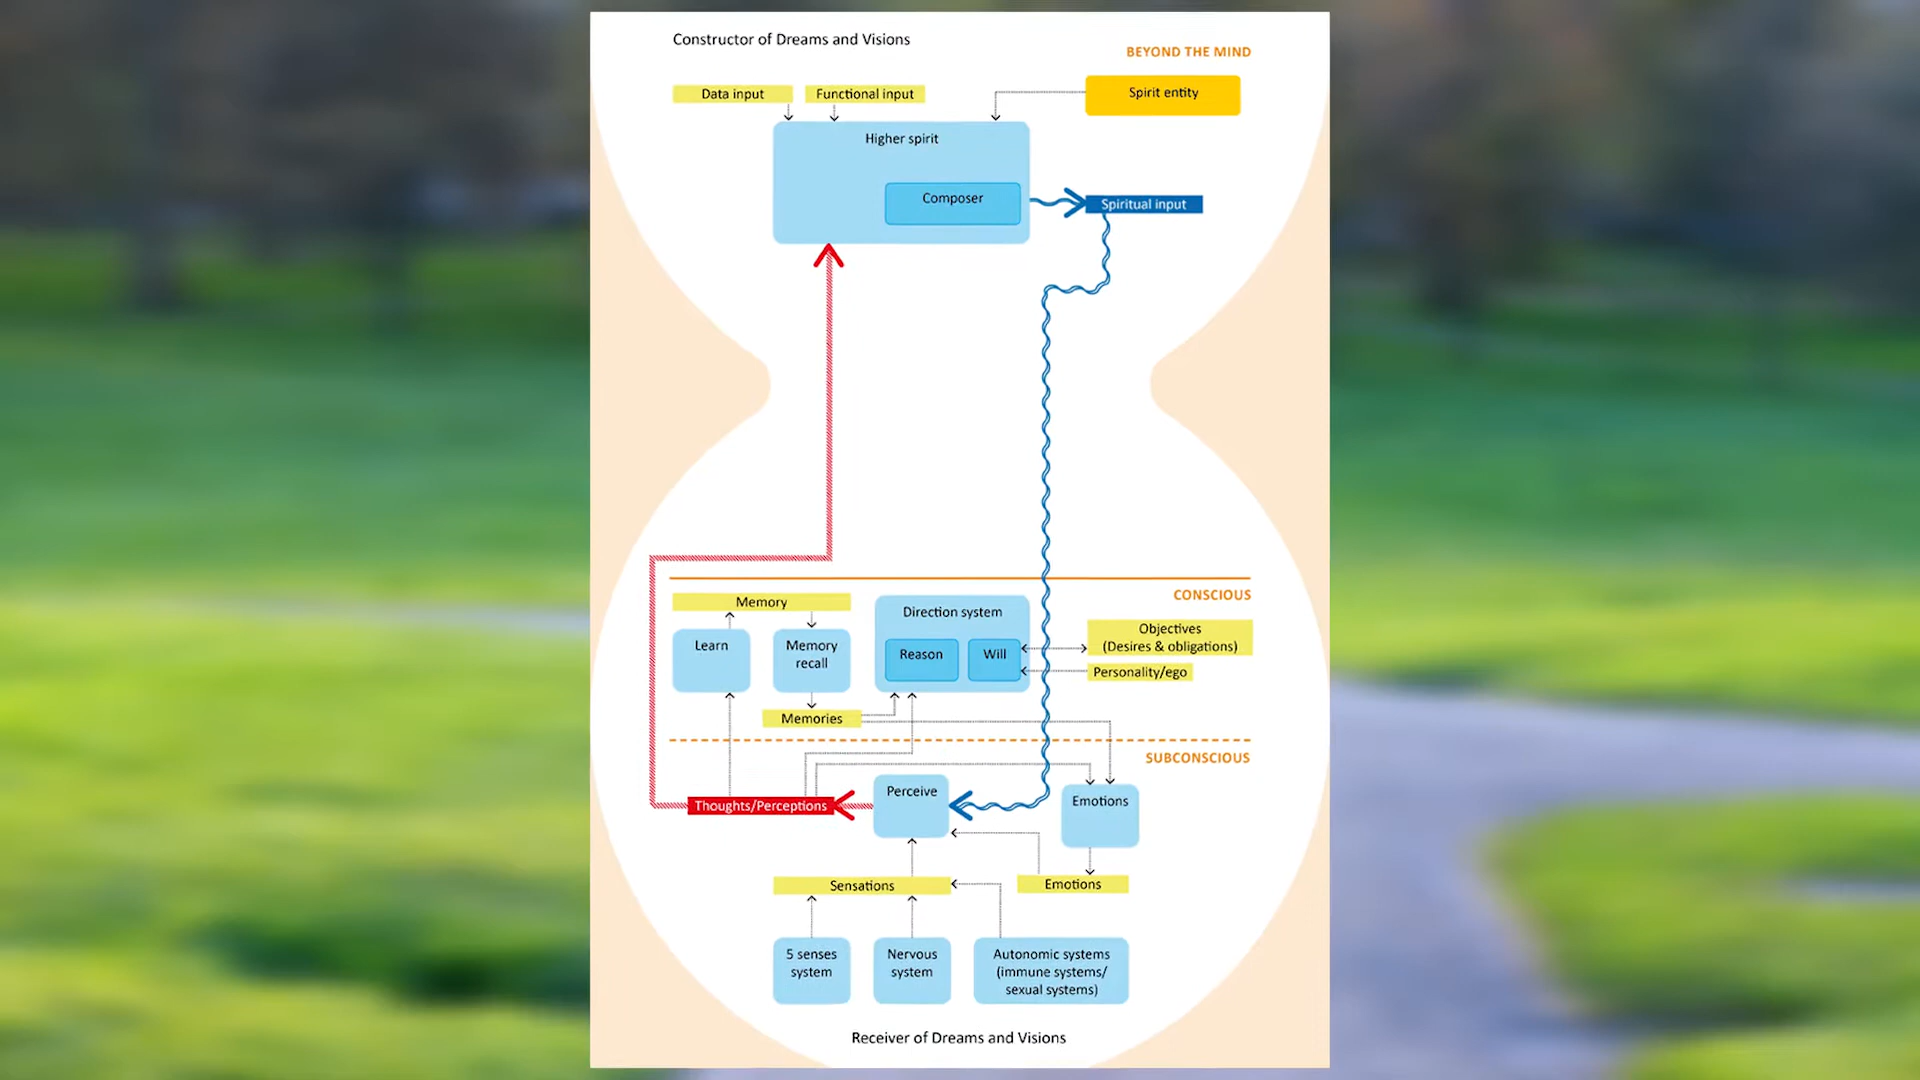 Constructor of Dreams and Visions
BEYOND THE MIND
Data input
Functional input
Spirit entity
Higher spirit
Composer
Spiritual input
CONSCIOUS
Memory
Direction system
Learn
Memory
recall
Reason
Will
Objectives
(Desires & obligations)
Personality/ego
Memories
SUBCONSCIOUS
Thoughts/Perceptions
Perceive
Emotions
Sensations
Emotions
5 senses
system
Nervous
system
Autonomic systems
(immune systems/
sexual systems)
Receiver of Dreams and Visions